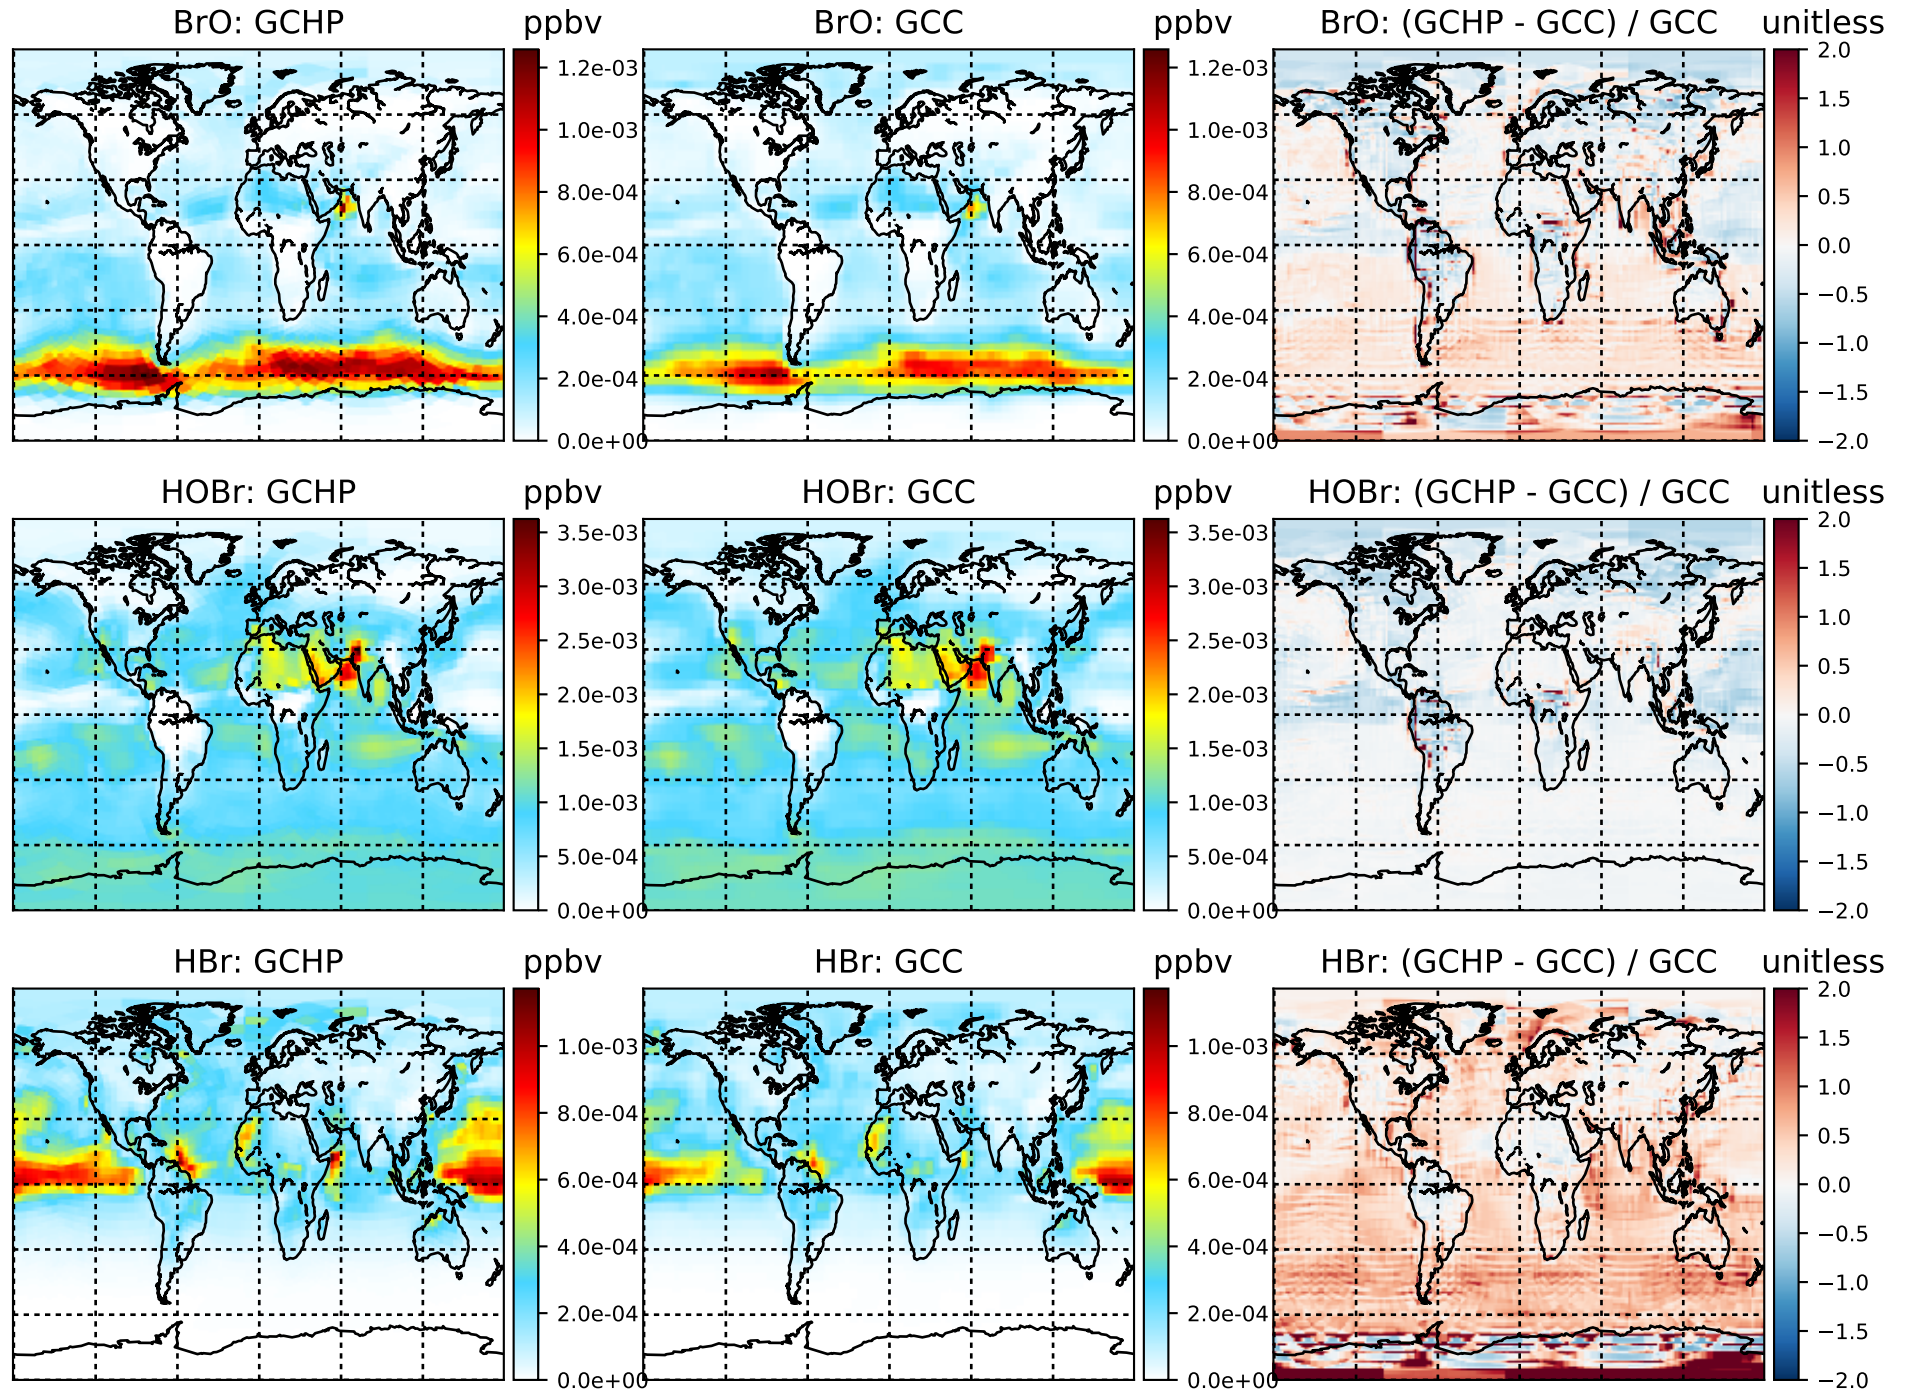 BrO: GCHP ppbv BrO: GCC ppbv BrO: (GCHP - GCC) / GCC unitless
1.2e-03 1.2e-03 2.0
1.5
1.0e-03 1.0e-03 1.0
8.0e-04 8.0e-04 0.5
6.0e-04 6.0e-04 0.0
4.0e-04 4.0e-04 −0.5
−1.0
2.0e-04 2.0e-04 −1.5
0.0e+00 0.0e+00 −2.0
HOBr: GCHP ppbv HOBr: GCC ppbv HOBr: (GCHP - GCC) / GCC unitless
3.5e-03 3.5e-03 2.0
3.0e-03 3.0e-03 1.5
2.5e-03 2.5e-03 1.0
2.0e-03 2.0e-03 0.5
0.0
1.5e-03 1.5e-03 −0.5
1.0e-03 1.0e-03 −1.0
5.0e-04 5.0e-04 −1.5
0.0e+00 0.0e+00 −2.0
HBr: GCHP ppbv HBr: GCC ppbv HBr: (GCHP - GCC) / GCC unitless
2.0
1.0e-03 1.0e-03 1.5
8.0e-04 8.0e-04 1.0
0.5
6.0e-04 6.0e-04 0.0
4.0e-04 4.0e-04 −0.5
−1.0
2.0e-04 2.0e-04 −1.5
0.0e+00 0.0e+00 −2.0